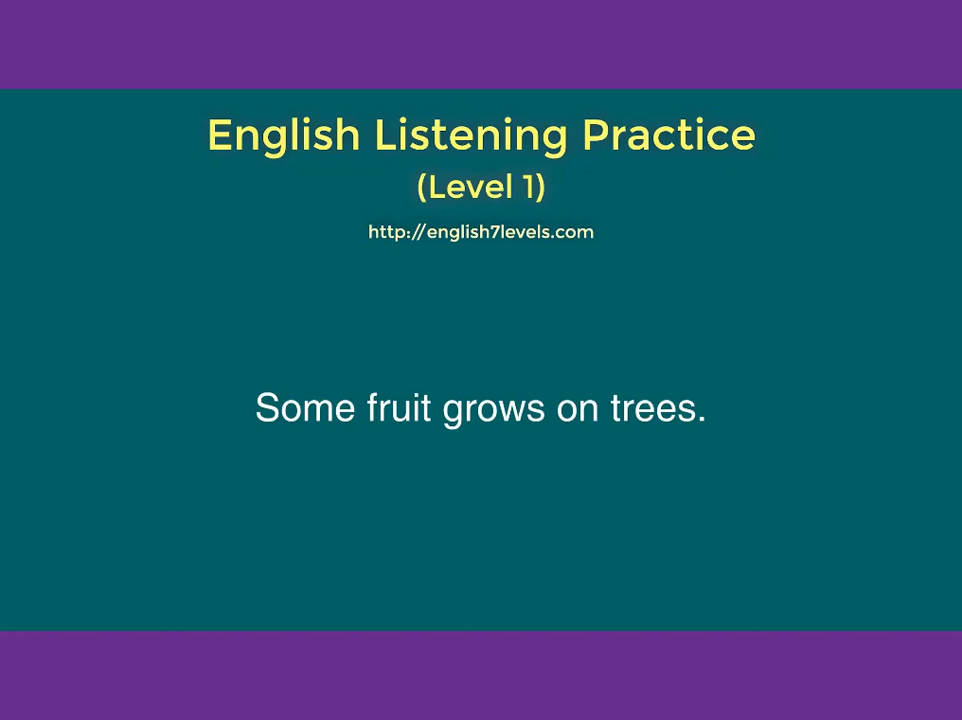 English Listening Practice
(Level 1)
http://english7levels.com
Some fruit grows on trees.